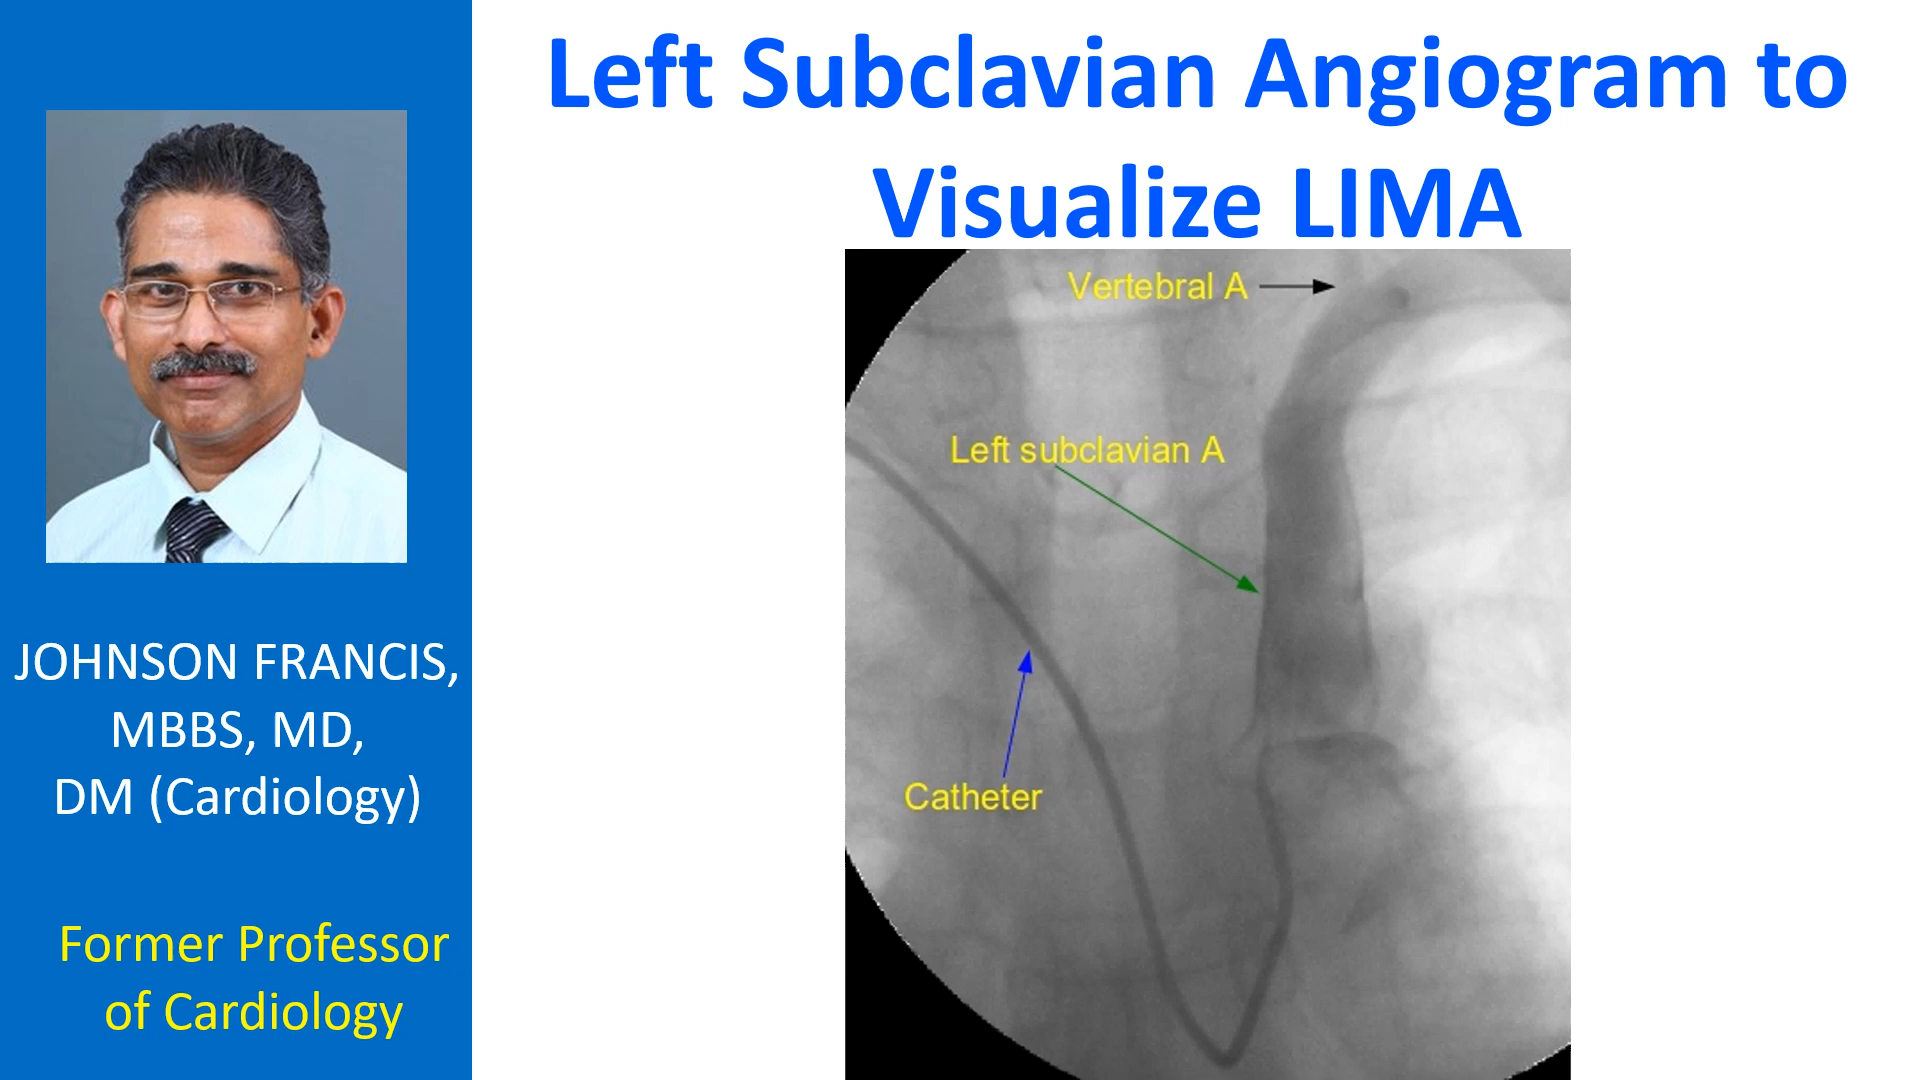 Left Subclavian Angiogram to
Visualize LIMA
Vertebral A
Left subclavian A
Catheter
JOHNSON FRANCIS,
MBBS, MD,
DM (Cardiology)
Former Professor
of Cardiology